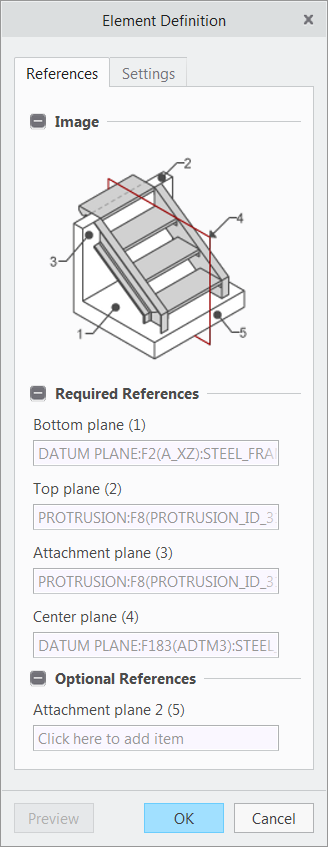 Element Definition
References
Settings
Image
2
4
3
1
5
Required References
Bottom plane (1)
DATUM PLANE:F2(A_XZ):STEEL_FRA
Top plane (2)
PROTRUSION:F8(PROTRUSION_ID_3
Attachment plane (3)
PROTRUSION:F8(PROTRUSION_ID_3
Center plane (4)
DATUM PLANE:F183(ADTM3):STEEL_
Optional References
Attachment plane 2 (5)
Click here to add item
Preview
OK
Cancel